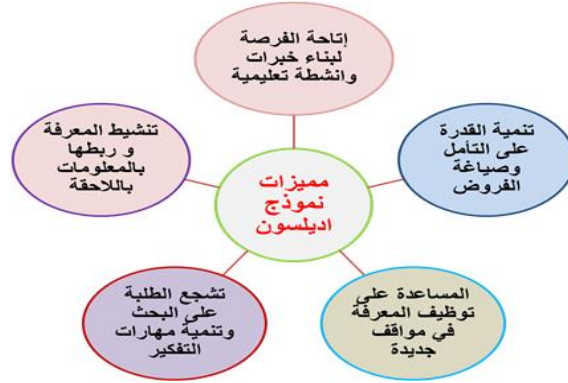 إتاحة الفرصة
لبناء خبرات
وانشطة تعليمية
تنمية القدرة
على التأمل
وصياغة
الفروض
تنشيط المعرفة
و ربطها
بالمعلومات
باللاحقة
مميزات
نموذج
اديلسون
المساعدة على
توظيف المعرفة
في مواقف
جديدة
تشجع الطلبة
على البحث
وتنمية مهارات
التفكير